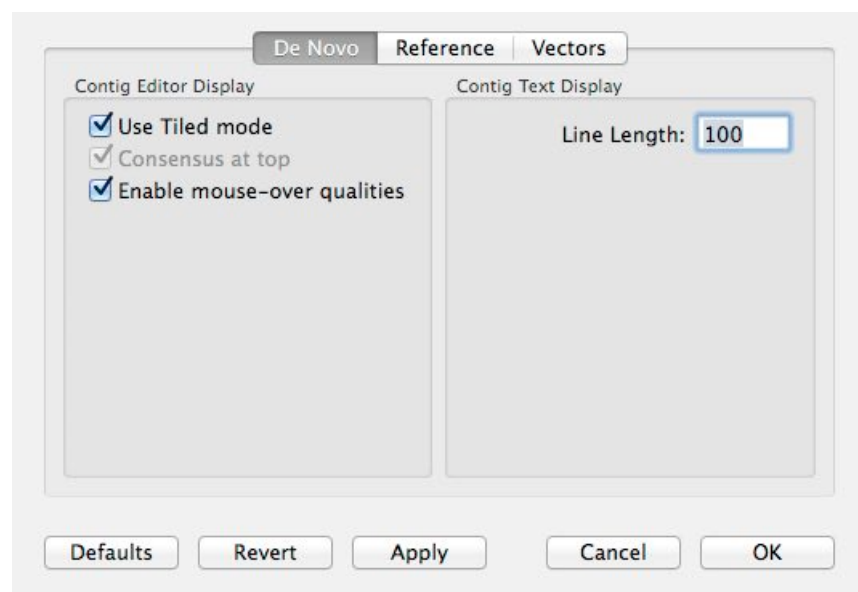 De Novo Reference Vectors
Contig Editor Display
Use Tiled mode
Consensus at top
Enable mouse-over qualities
Contig Text Display
Line Length: 100
Defaults Revert Apply Cancel OK